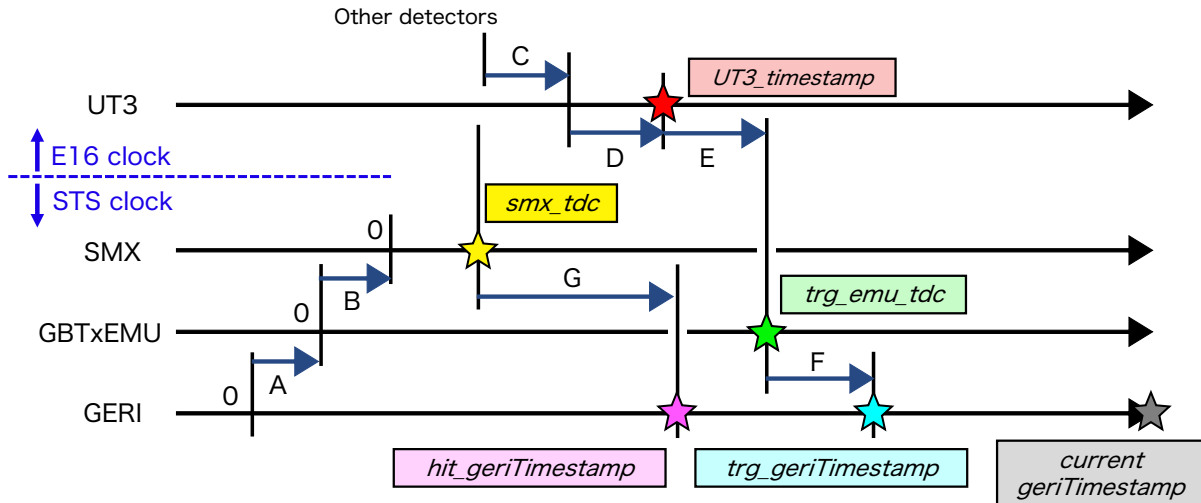 Other detectors
C
UT3_timestamp
UT3
D
E
E16 clock
STS clock
smx_tdc
0
SMX
B
G
trg_emu_tdc
0
GBTxEMU
A
F
0
GERI
hit_geriTimestamp
trg_geriTimestamp
current
geriTimestamp